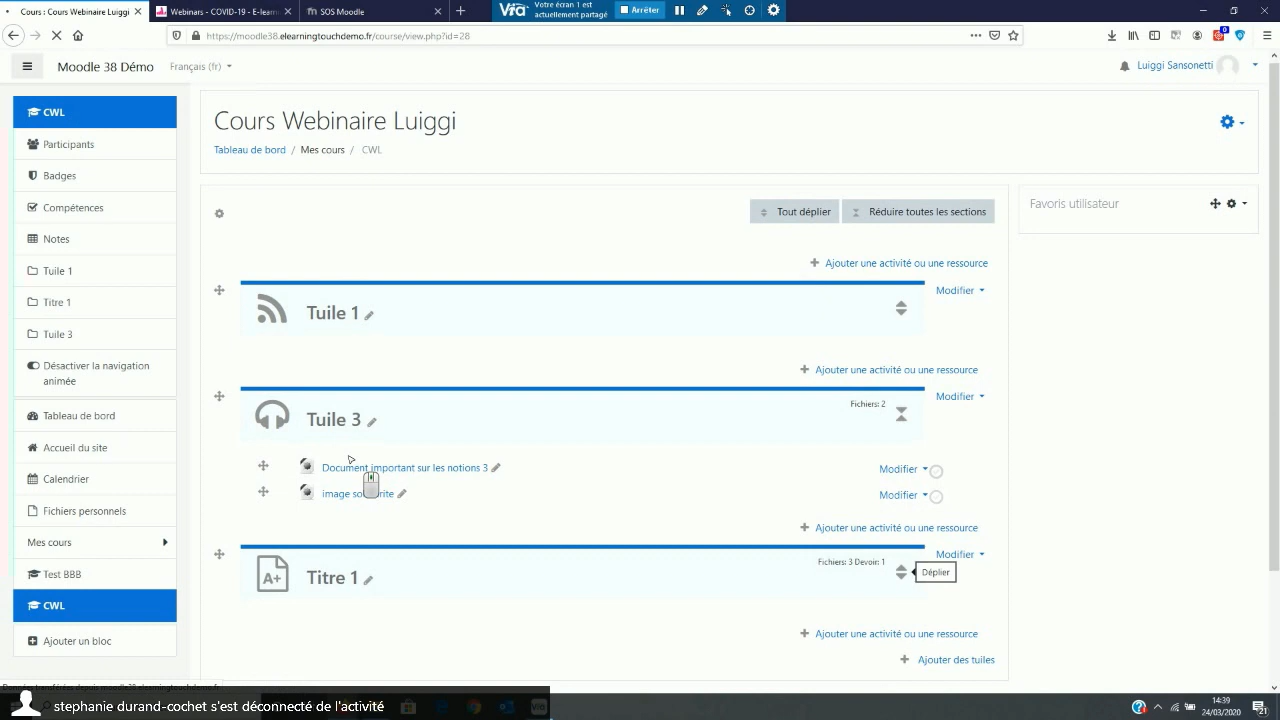 Cours : Cours Webinaire Luiggi
Webinars - COVID-19 - E-learni
SOS Moodle
Via
Votre écran 1 est
actuellement partagé
Arrêter
https://moodle38.elearningtouchdemo.fr/course/view.php?id=28
Moodle 38 Démo
Français (fr)
Luiggi Sansonetti
CWL
Participants
Badges
Compétences
Notes
Tuile 1
Titre 1
Tuile 3
Désactiver la navigation
animée
Tableau de bord
Accueil du site
Calendrier
Fichiers personnels
Mes cours
Test BBB
CWL
Ajouter un bloc
Cours Webinaire Luiggi
Tableau de bord / Mes cours / CWL
Tout déplier
Réduire toutes les sections
Favoris utilisateur
Ajouter une activité ou une ressource
Modifier
Tuile 1
Ajouter une activité ou une ressource
Modifier
Fichiers: 2
Tuile 3
Document important sur les notions 3
Modifier
image
Modifier
Ajouter une activité ou une ressource
Modifier
Fichiers: 3 Devoir: 1
A+
Titre 1
Déplier
Ajouter une activité ou une ressource
Ajouter des tuiles
stephanie durand-cochet s'est déconnecté de l'activité
14:39
24/03/2020
21
0